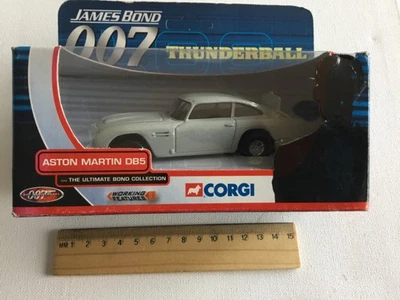 JAMES BOND
007 THUNDERBALL
ASTON MARTIN DB5
THE ULTIMATE BOND COLLECTION
007
WORKING
FEATURES
CORGI
MM 1 2 3 4 5 6 7 8 9 10 11 12 13 14 15